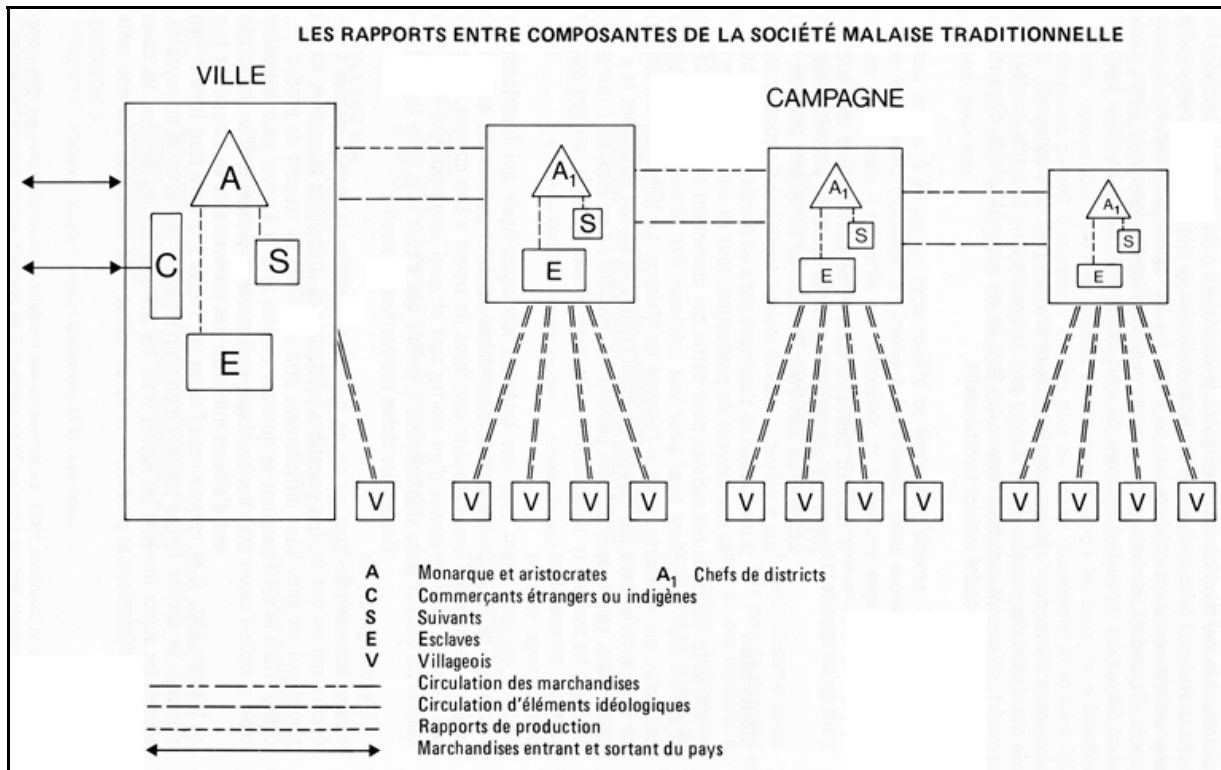 LES RAPPORTS ENTRE COMPOSANTES DE LA SOCIÉTÉ MALAISE TRADITIONNELLE
VILLE
CAMPAGNE
A
C
S
E
A1
S
E
A1
S
E
A1
S
E
V
V
V
V
V
V
V
V
V
V
V
V
V
A Monarque et aristocrates A1 Chefs de districts
C Commerçants étrangers ou indigènes
S Suivants
E Esclaves
V Villageois
Circulation des marchandises
Circulation d'éléments idéologiques
Rapports de production
Marchandises entrant et sortant du pays